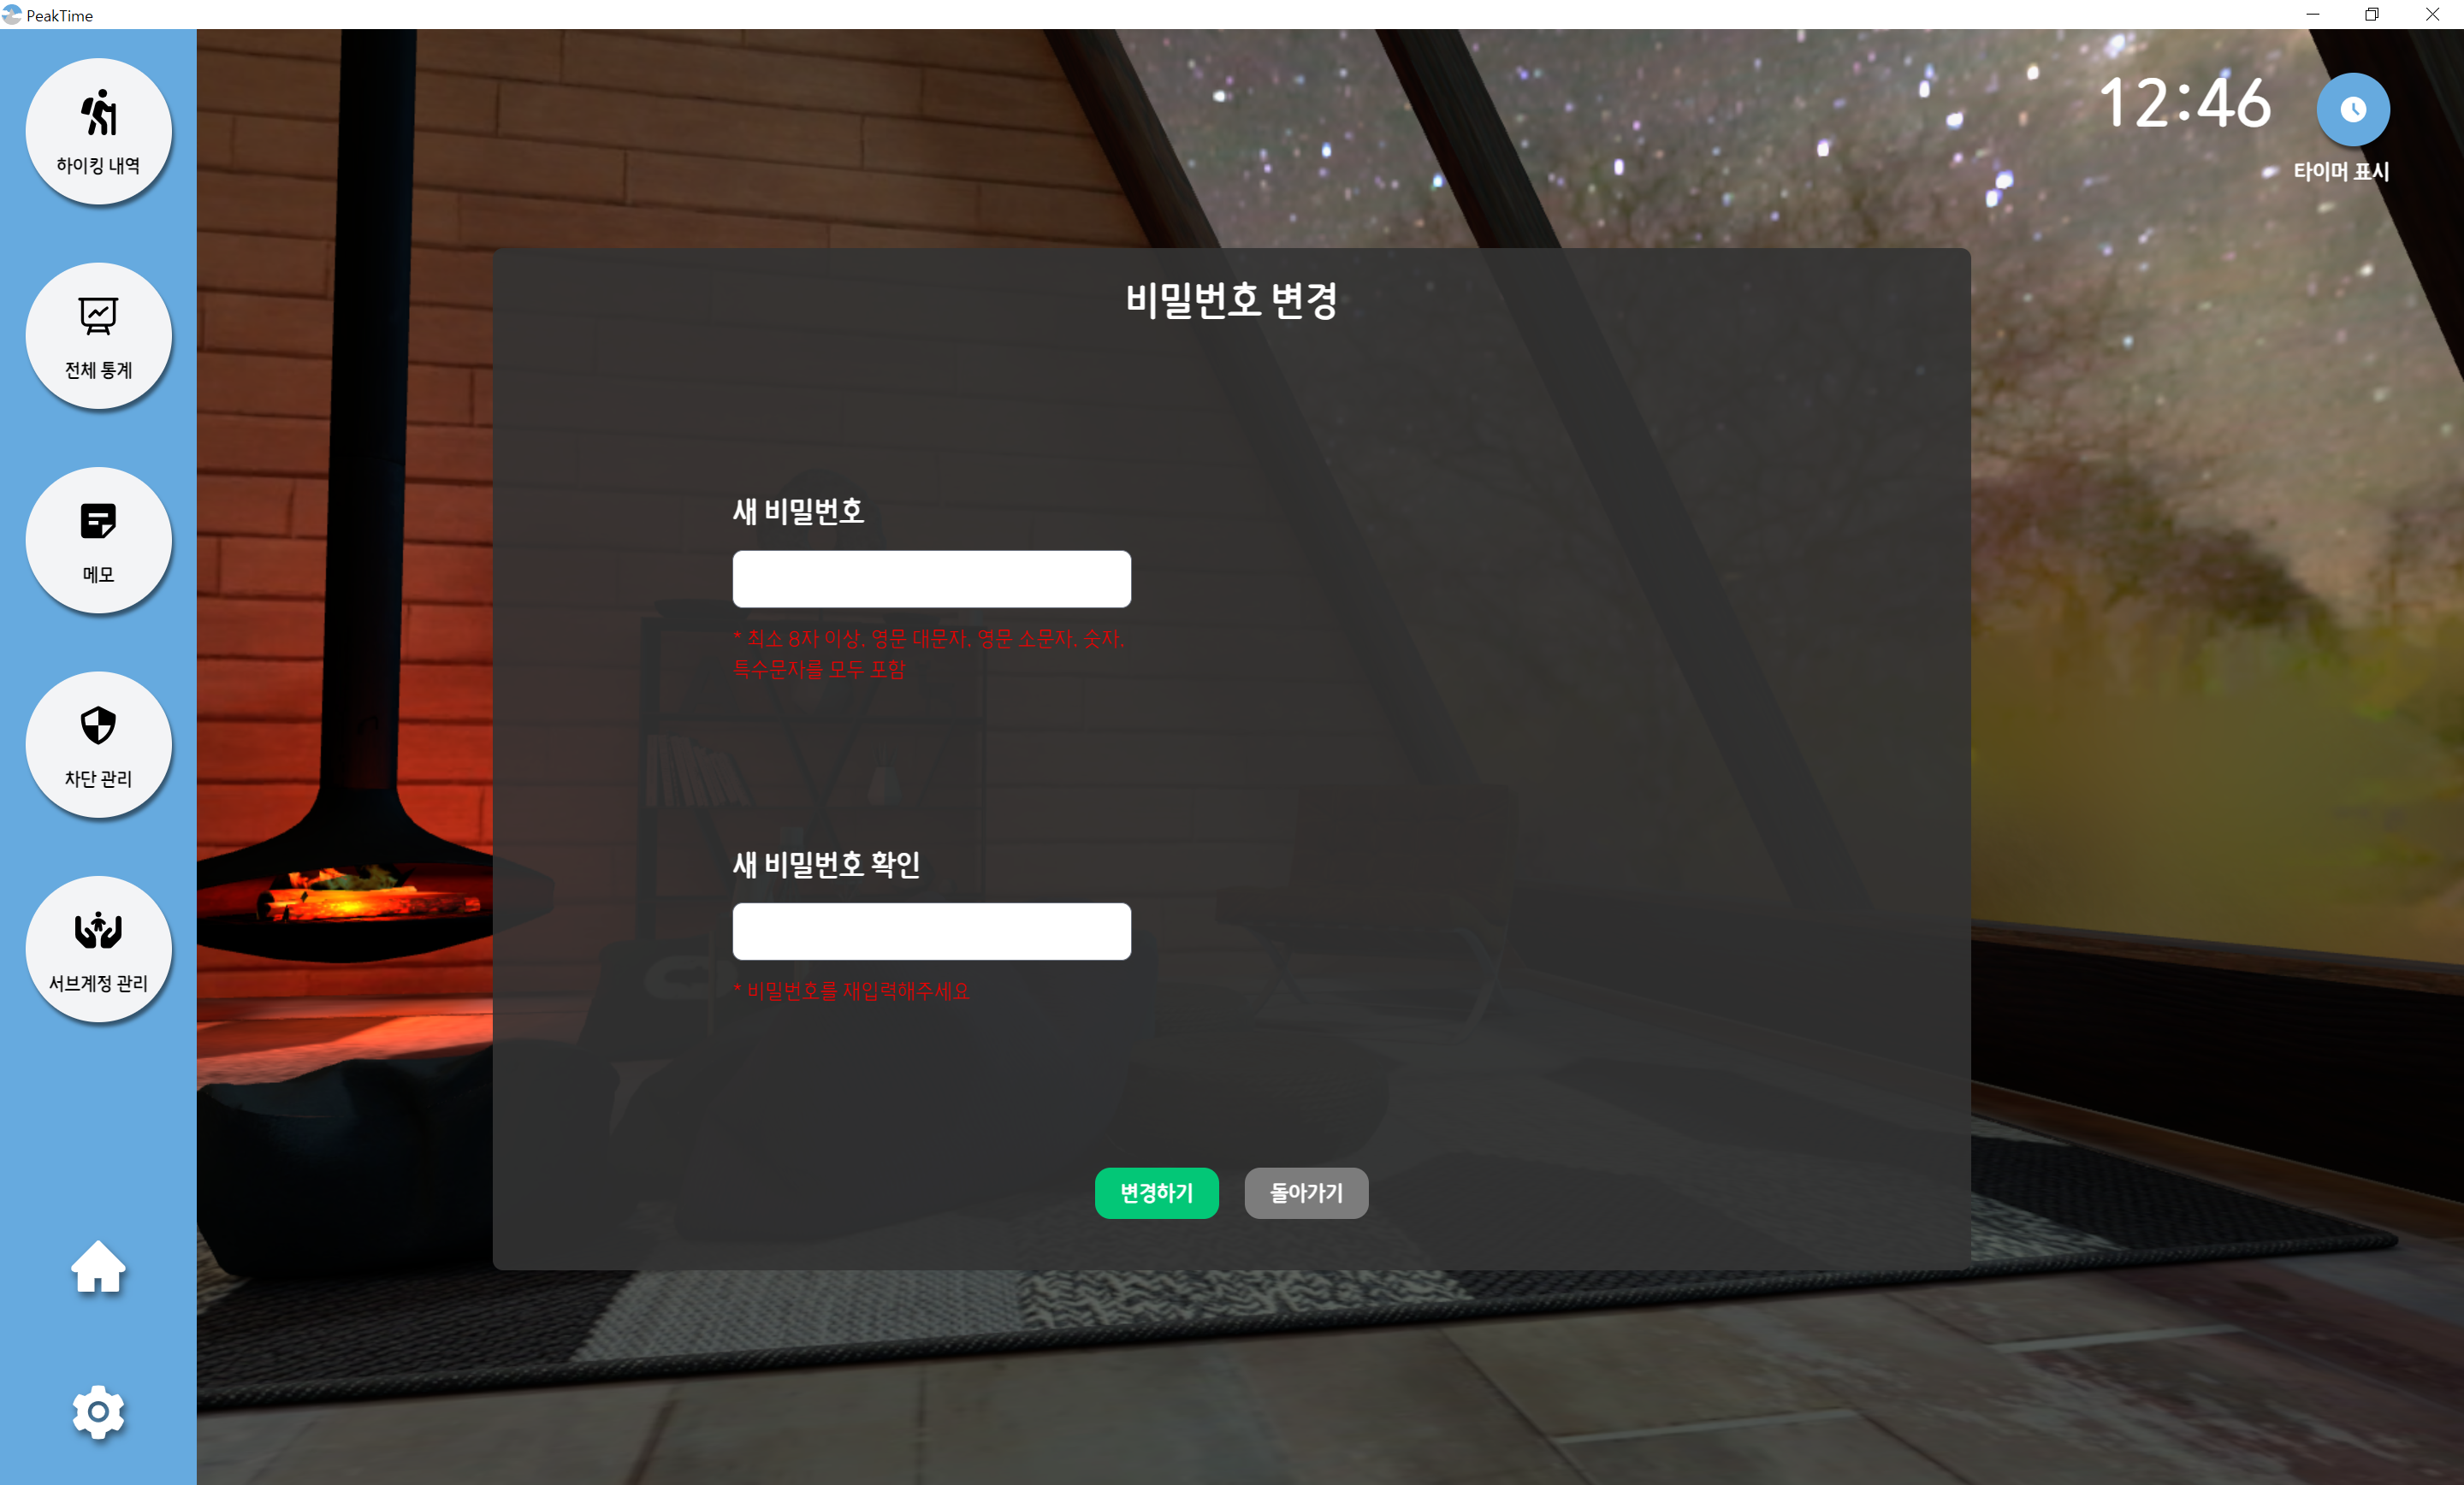 PeakTime
하이킹 내역
전체 통계
메모
차단 관리
서브계정 관리
12:46
타이머 표시
비밀번호 변경
새 비밀번호
* 최소 8자 이상, 영문 대문자, 영문 소문자, 숫자,
특수문자를 모두 포함
새 비밀번호 확인
* 비밀번호를 재입력해주세요
변경하기
돌아가기